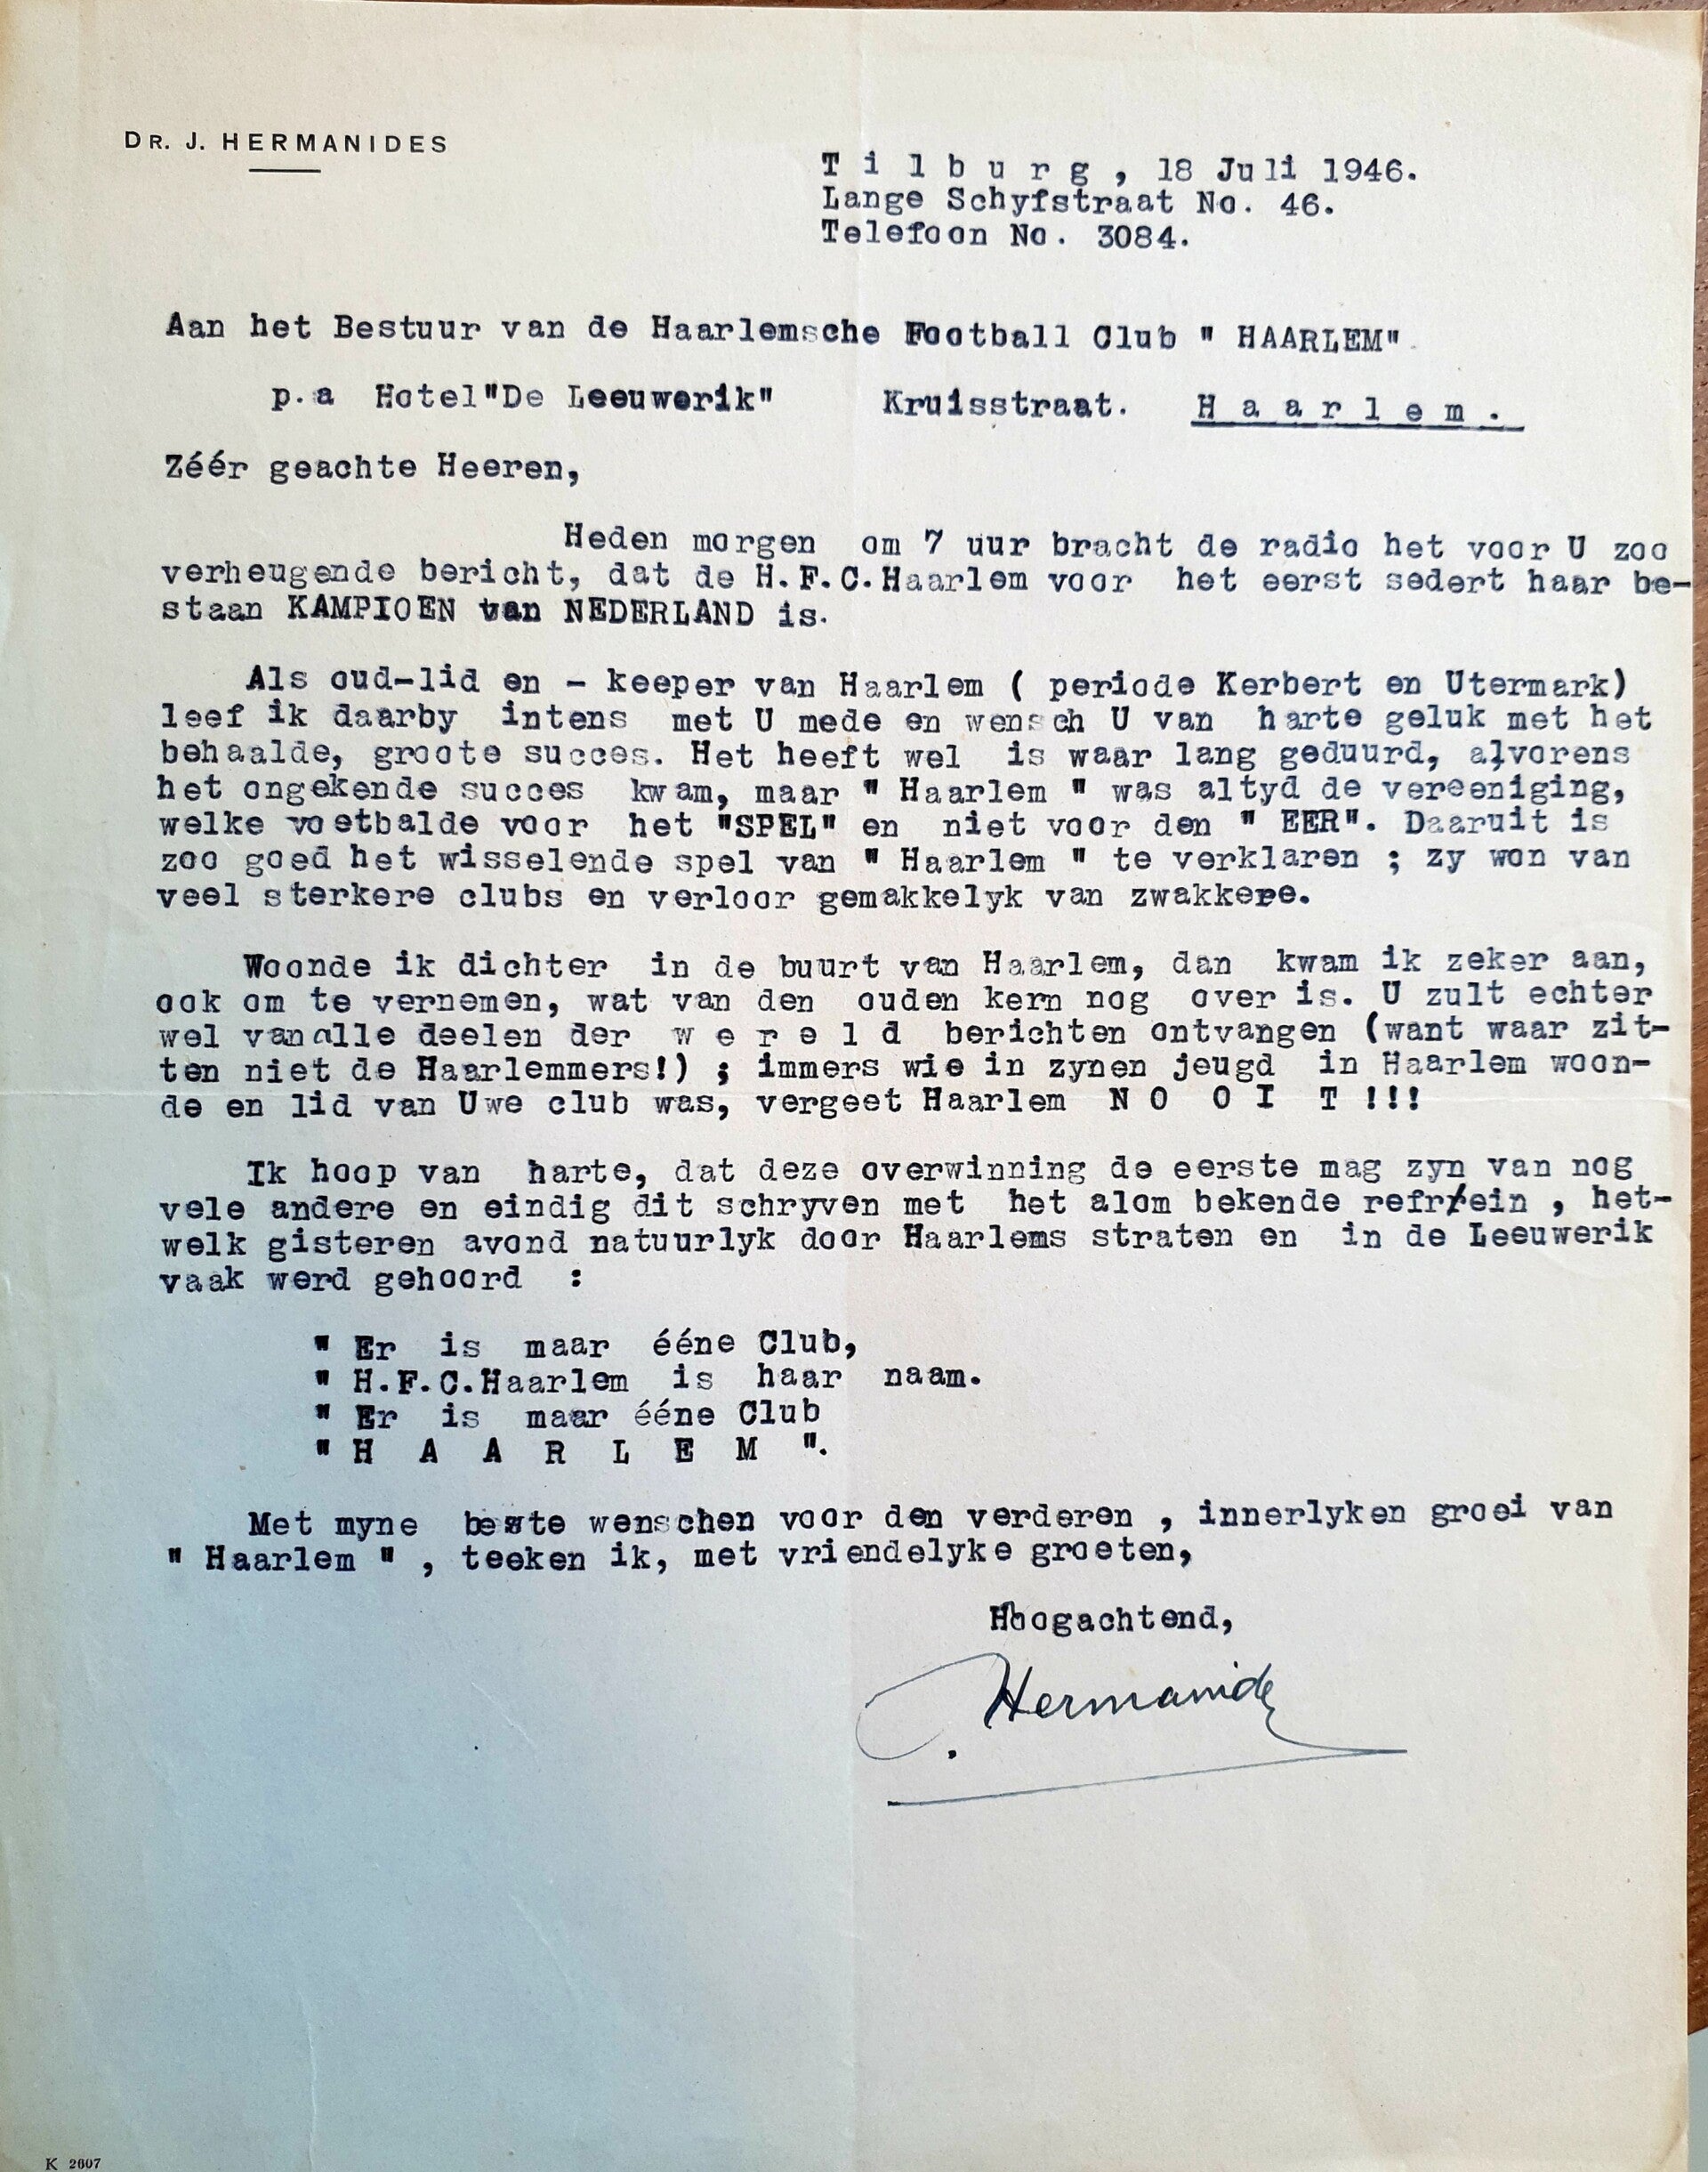 DR. J. HERMANIDES
T i l b u r g , 18 Juli 1946.
Lange Schyfstraat No. 46.
Telefoon No. 3084.
Aan het Bestuur van de Haarlemsche Football Club " HAARLEM".
p.a Hotel"De Leeuwerik" Kruisstraat. H a a r l e m .
Zéér geachte Heeren,
Heden morgen om 7 uur bracht de radio het voor U zoo
verheugende bericht, dat de H.F.C.Haarlem voor het eerst sedert haar be-
staan KAMPIOEN van NEDERLAND is.
Als oud-lid en - keeper van Haarlem ( periode Kerbert en Utermark)
leef ik daarby intens met U mede en wensch U van harte geluk met het
behaalde, groote succes. Het heeft wel is waar lang geduurd, alvorens
het ongekende succes kwam, maar " Haarlem " was altyd de vereeniging,
welke voetbalde voor het "SPEL" en niet voor den " EER". Daaruit is
zoo goed het wisselende spel van " Haarlem " te verklaren ; zy won van
veel sterkere clubs en verloor gemakkelyk van zwakkere.
Woonde ik dichter in de buurt van Haarlem, dan kwam ik zeker aan,
ook om te vernemen, wat van den ouden kern nog over is. U zult echter
wel van alle deelen der w e r e l d berichten ontvangen (want waar zit-
ten niet de Haarlemmers!) ; immers wie in zynen jeugd in Haarlem woon-
de en lid van Uwe club was, vergeet Haarlem N O O I T !!!
Ik hoop van harte, dat deze overwinning de eerste mag zyn van nog
vele andere en eindig dit schryven met het alom bekende refrein , het-
welk gisteren avond natuurlyk door Haarlems straten en in de Leeuwerik
vaak werd gehoord :
" Er is maar ééne Club,
" H.F.C.Haarlem is haar naam.
" Er is maar ééne Club
" H A A R L E M ".
Met myne beste wenschen voor den verderen , innerlyken groei van
" Haarlem " , teeken ik, met vriendelyke groeten,
Hoogachtend,
Hermanides
K 2607